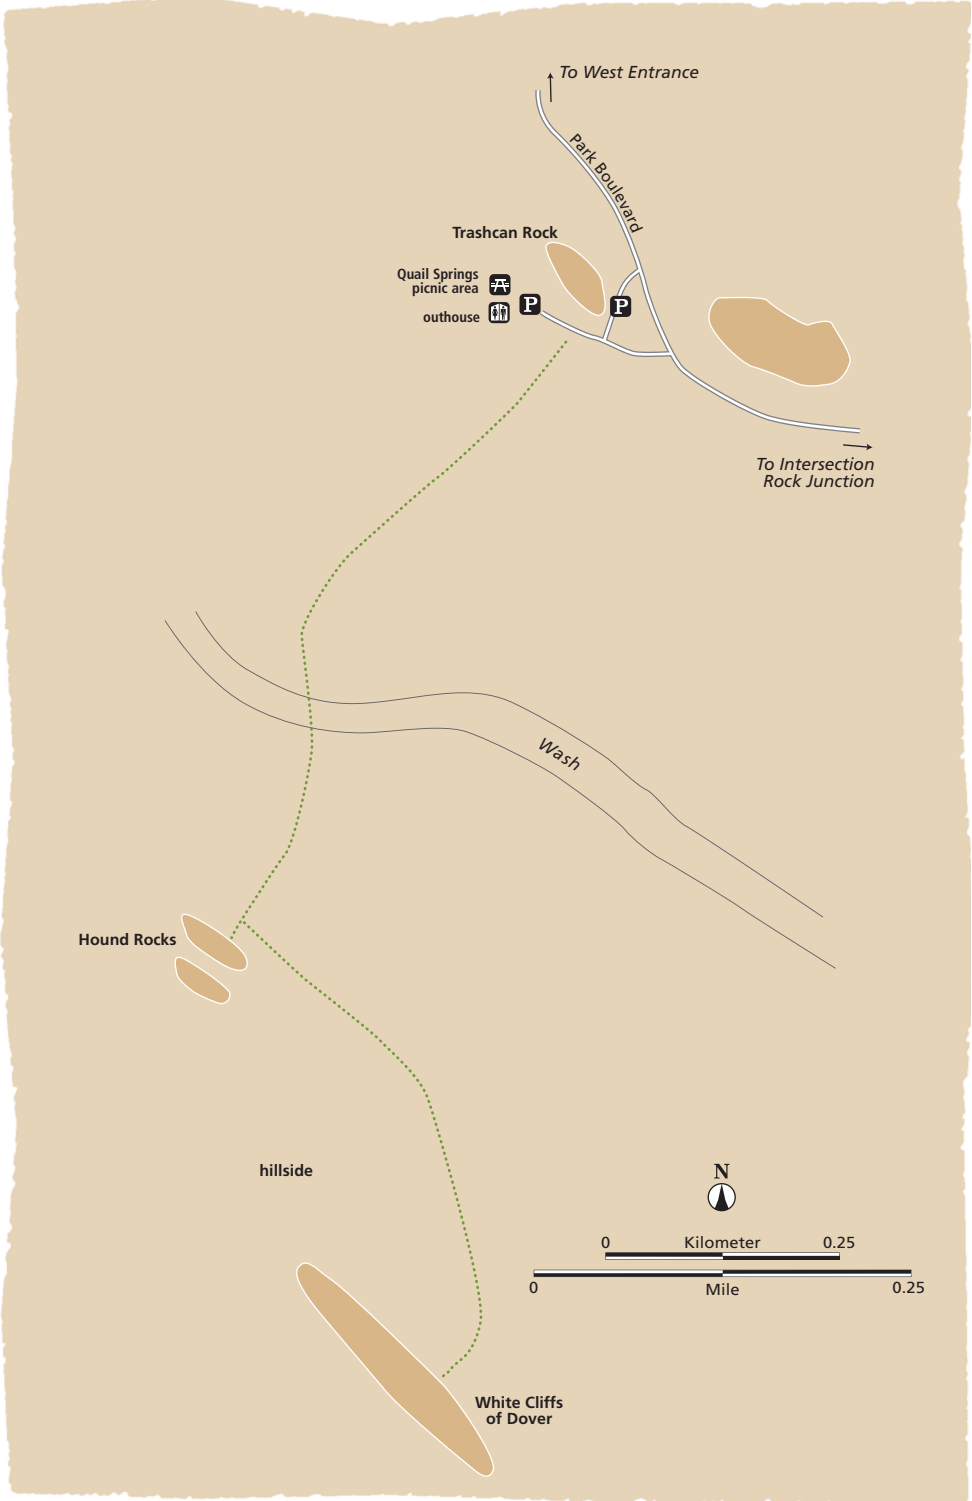 To West Entrance
Park Boulevard
Trashcan Rock
Quail Springs
picnic area
P
P
outhouse
To Intersection
Rock Junction
Wash
Hound Rocks
hillside
N
0 Kilometer 0.25
0 Mile 0.25
White Cliffs
of Dover